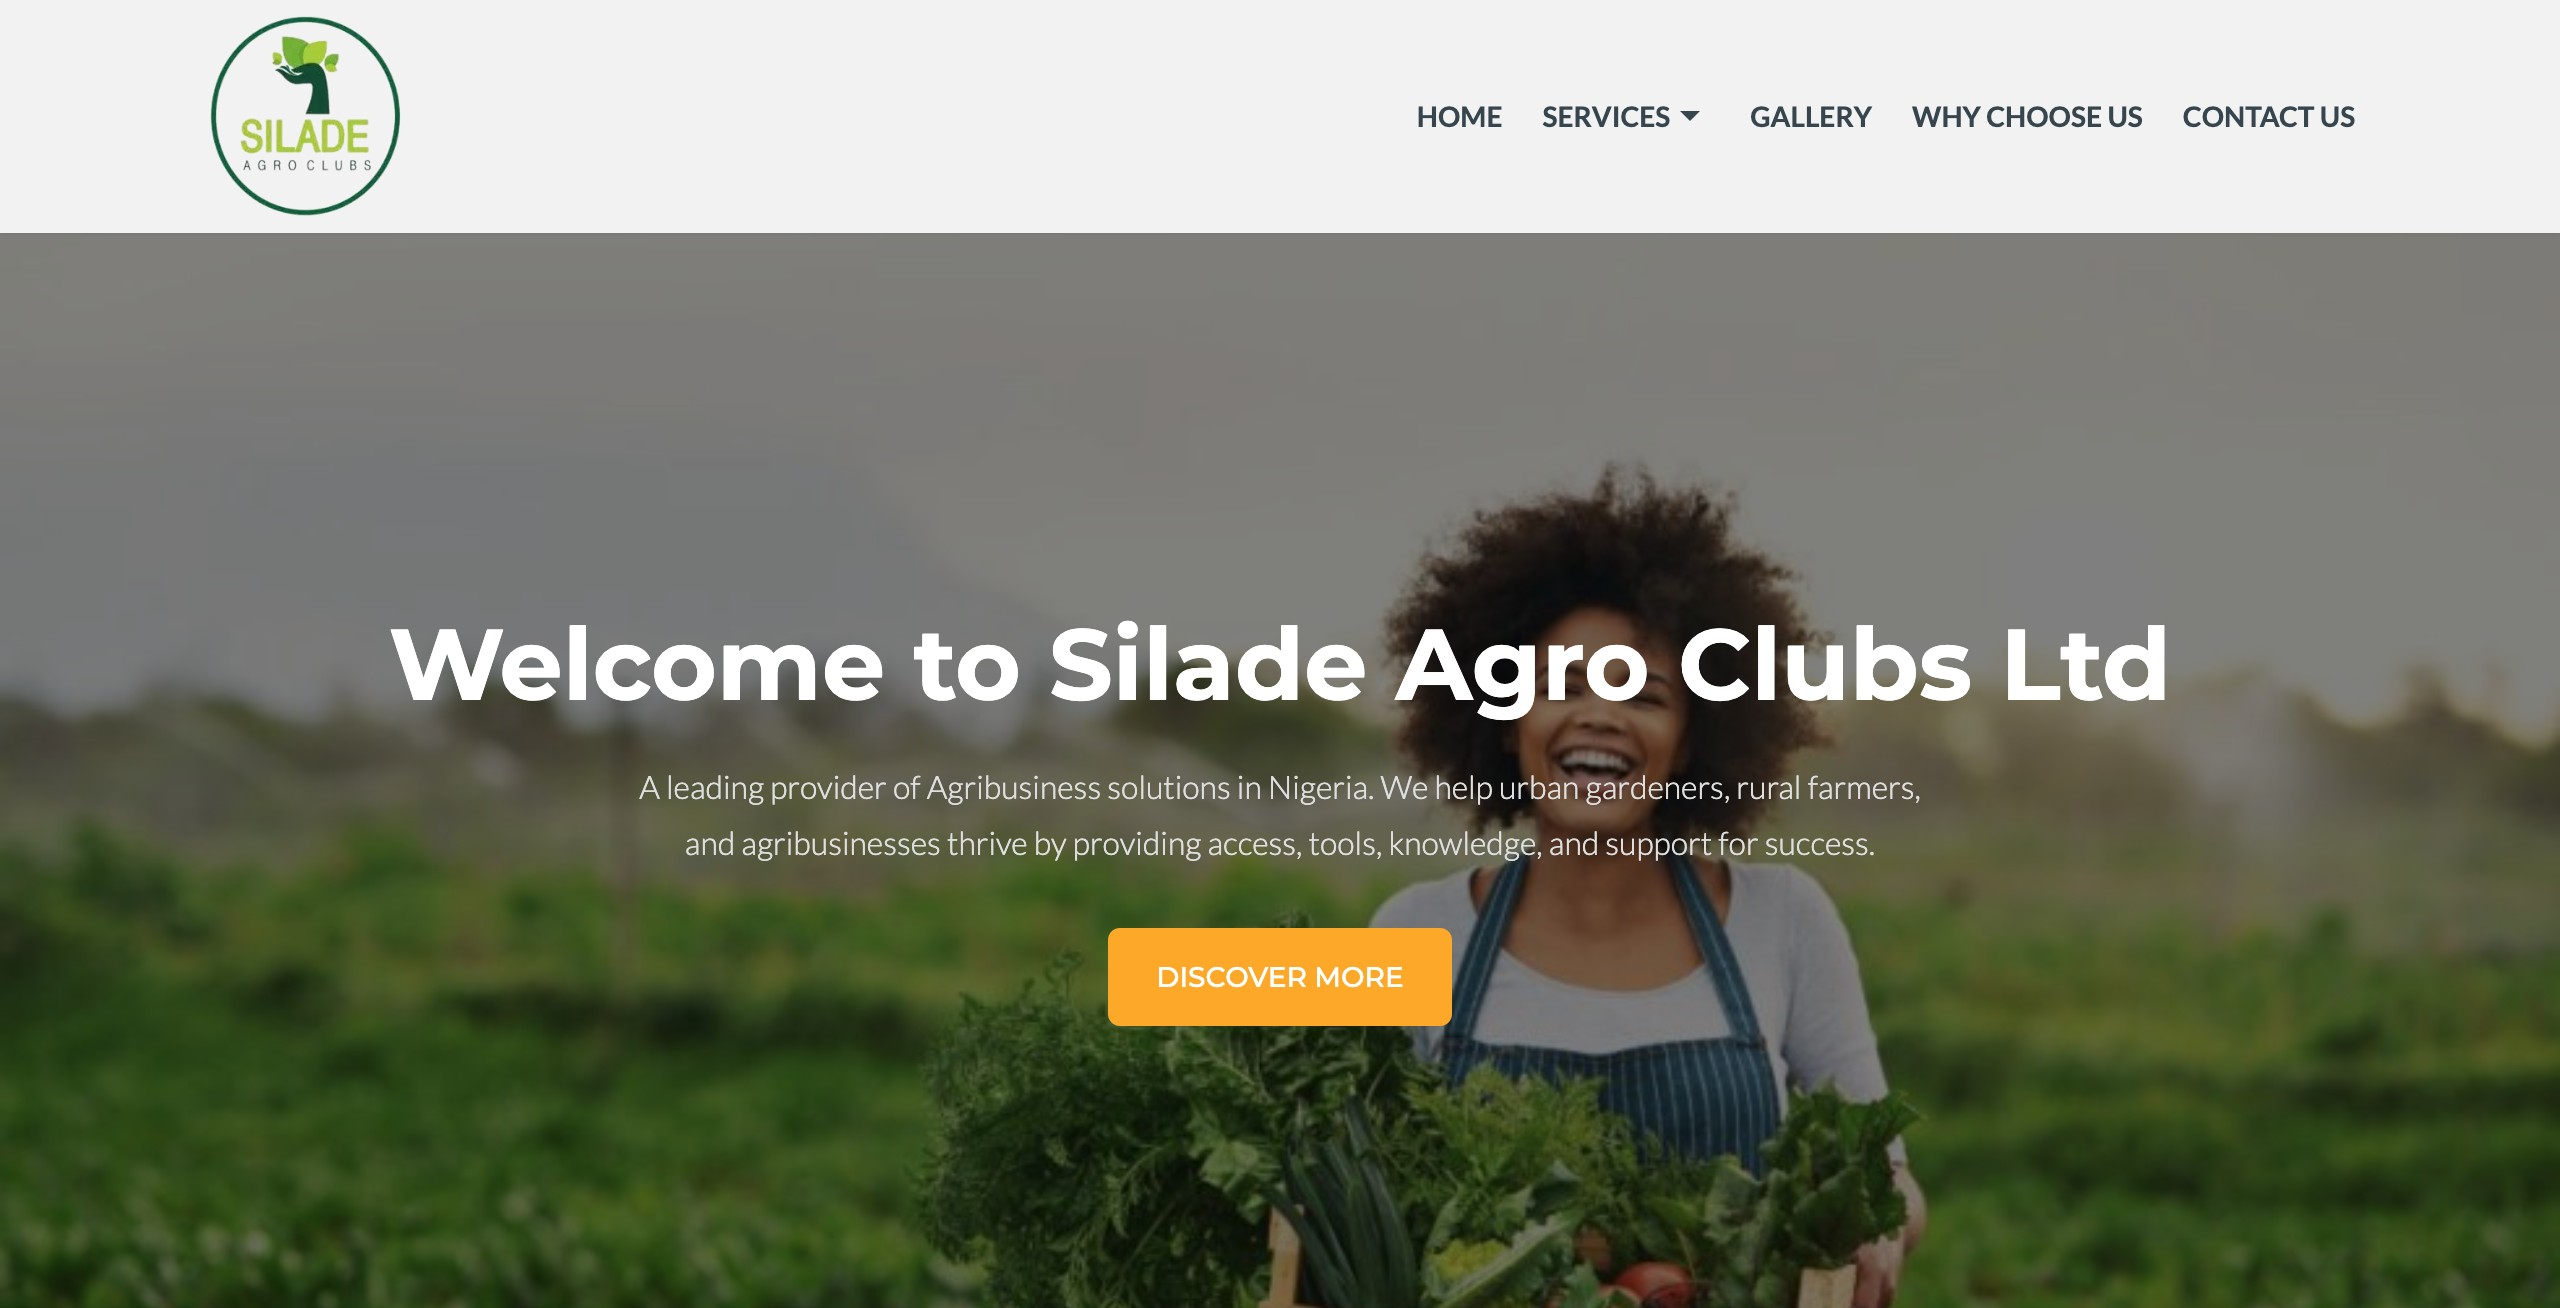 SILADE
AGRO CLUBS
HOME SERVICES GALLERY WHY CHOOSE US CONTACT US
Welcome to Silade Agro Clubs Ltd
A leading provider of Agribusiness solutions in Nigeria. We help urban gardeners, rural farmers,
and agribusinesses thrive by providing access, tools, knowledge, and support for success.
DISCOVER MORE